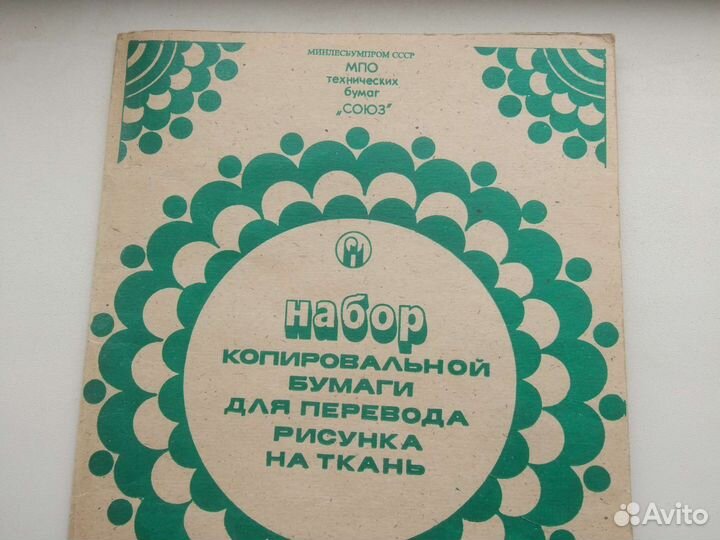 МИНЛЕСБУМПРОМ СССР
МПО
технических
бумаг
„СОЮЗ"
набор
КОПИРОВАЛЬНОЙ
БУМАГИ
ДЛЯ ПЕРЕВОДА
РИСУНКА
НА ТКАНЬ
Avito